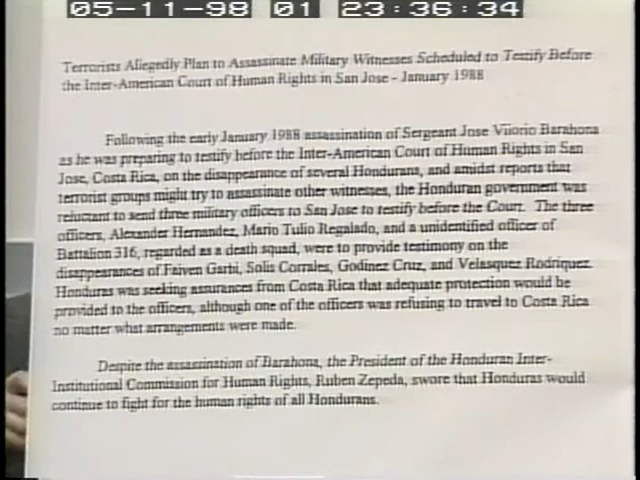 05-11-98 01 23:36:34
Terrorists Allegedly Plan to Assassinate Military Witnesses Scheduled to Testify Before
the Inter-American Court of Human Rights in San Jose - January 1988
Following the early January 1988 assassination of Sergeant Jose Viiorio Barahona
as he was preparing to testify before the Inter-American Court of Human Rights in San
Jose, Costa Rica, on the disappearance of several Hondurans, and amidst reports that
terrorist groups might try to assassinate other witnesses, the Honduran government was
reluctant to send three military officers to San Jose to testify before the Court. The three
officers, Alexander Hernandez, Mario Tulio Regalado, and a unidentified officer of
Battalion 316, regarded as a death squad, were to provide testimony on the
disappearances of Faiven Garbi, Solis Corrales, Godinez Cruz, and Velasquez Rodriquez.
Honduras was seeking assurances from Costa Rica that adequate protection would be
provided to the officers, although one of the officers was refusing to travel to Costa Rica
no matter what arrangements were made.
Despite the assassination of Barahona, the President of the Honduran Inter-
Institutional Commission for Human Rights, Ruben Zepeda, swore that Honduras would
continue to fight for the human rights of all Hondurans.